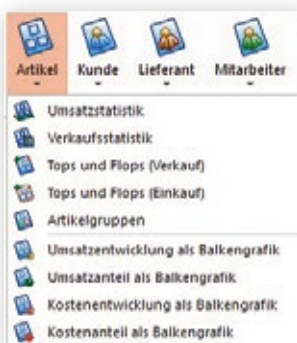 Artikel Kunde Lieferant Mitarbeiter
Umsatzstatistik
Verkaufsstatistik
Tops und Flops (Verkauf)
Tops und Flops (Einkauf)
Artikelgruppen
Umsatzentwicklung als Balkengrafik
Umsatzanteil als Balkengrafik
Kostenentwicklung als Balkengrafik
Kostenanteil als Balkengrafik